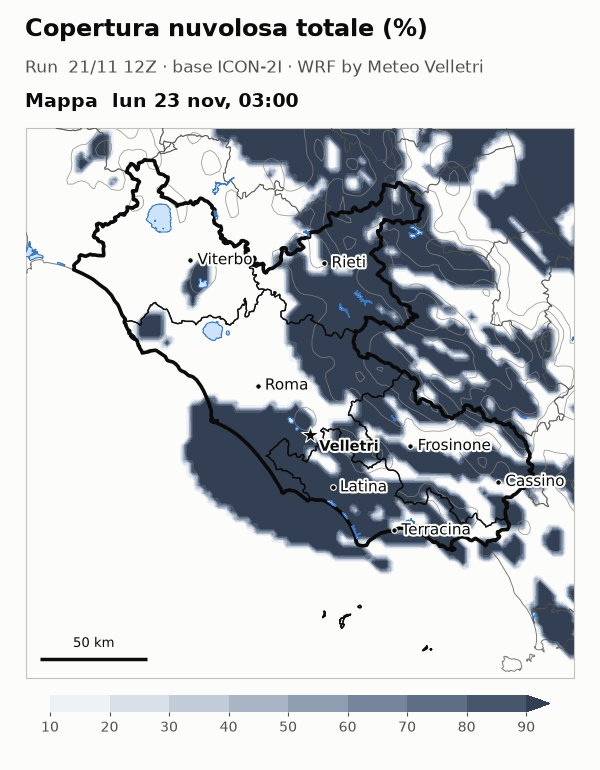 Copertura nuvolosa totale (%)
Run  21/11 12Z · base ICON-2I · WRF by Meteo Velletri
Mappa  lun 23 nov, 03:00
Viterbo
Rieti
Roma
Velletri
Frosinone
Latina
Cassino
Terracina
50 km
10 20 30 40 50 60 70 80 90